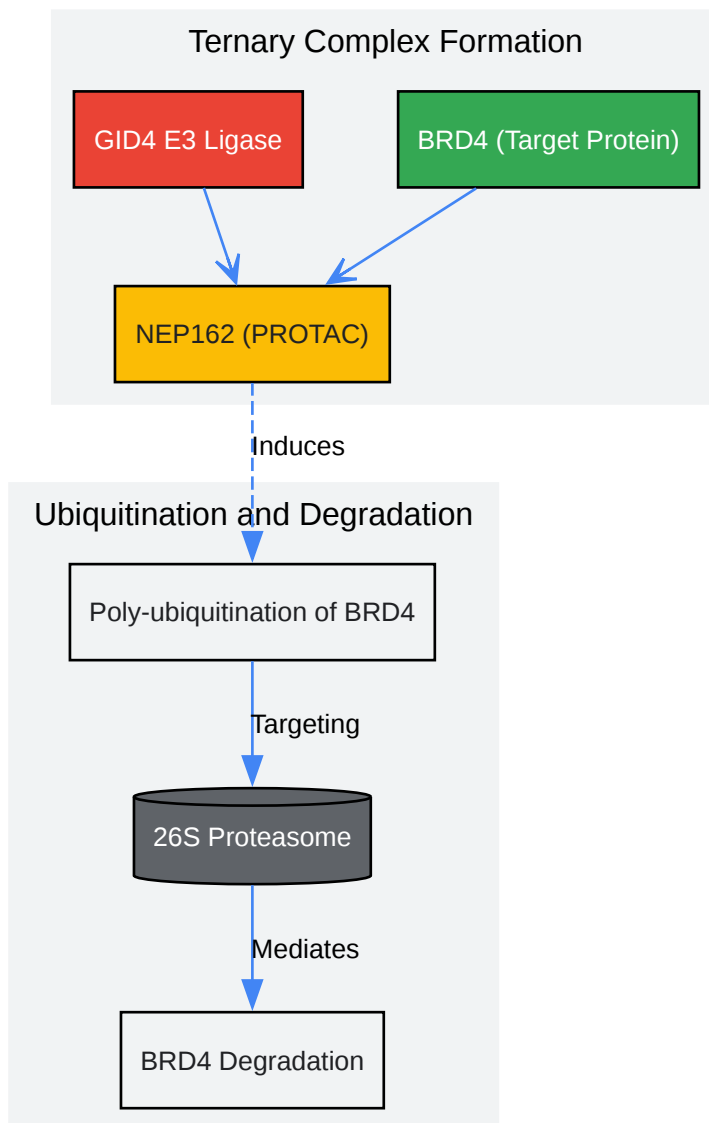 Ternary Complex Formation
GID4 E3 Ligase
BRD4 (Target Protein)
NEP162 (PROTAC)
Induces
Ubiquitination and Degradation
Poly-ubiquitination of BRD4
Targeting
26S Proteasome
Mediates
BRD4 Degradation